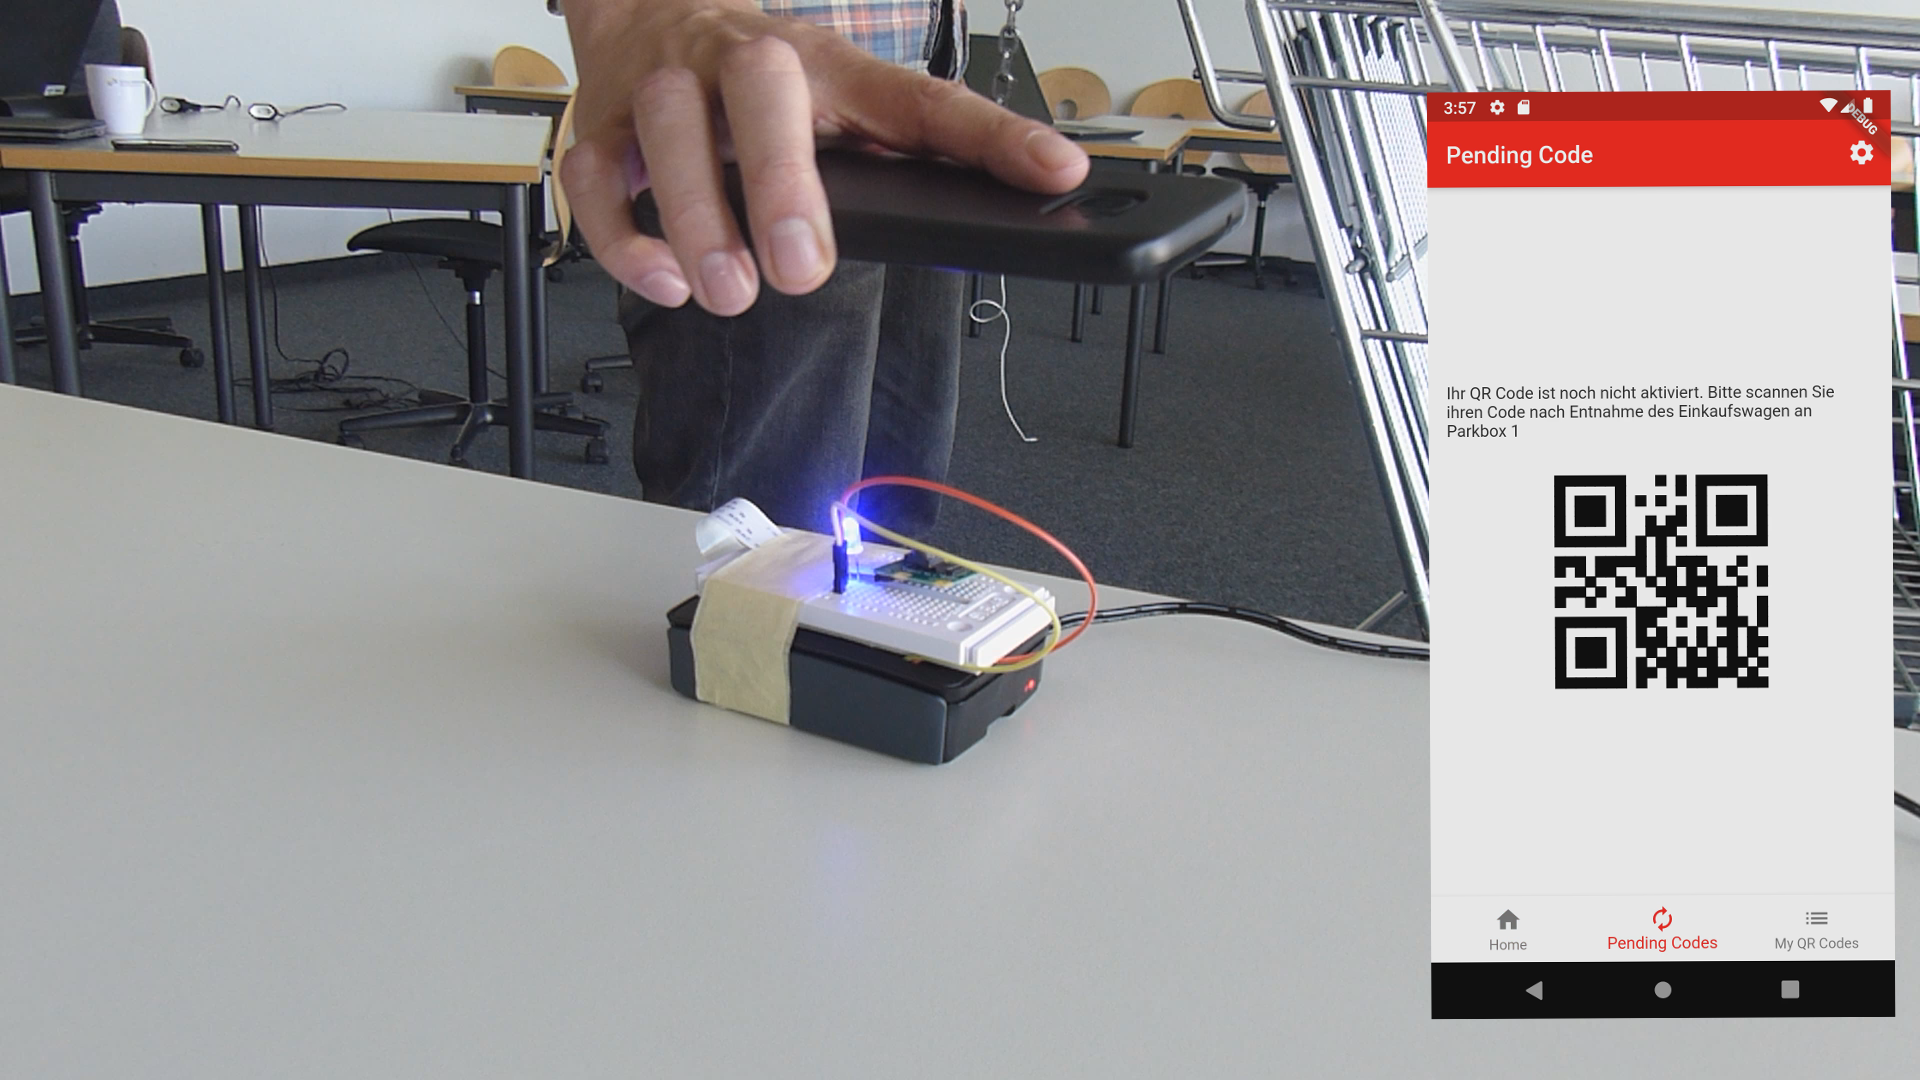 3:57
DEBUG
Pending Code
Ihr QR Code ist noch nicht aktiviert. Bitte scannen Sie
ihren Code nach Entnahme des Einkaufswagen an
Parkbox 1
Home
Pending Codes
My QR Codes